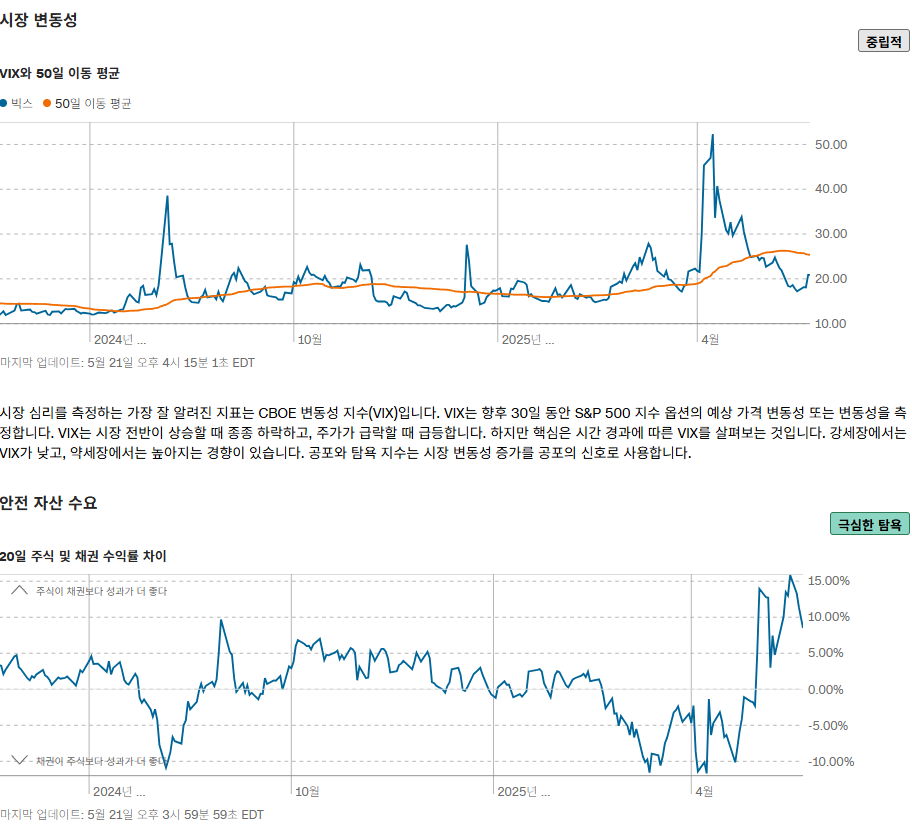 시장 변동성
중립적
VIX와 50일 이동 평균
빅스 50일 이동 평균
50.00
40.00
30.00
20.00
10.00
2024년 ... 10월 2025년 ... 4월
마지막 업데이트: 5월 21일 오후 4시 15분 1초 EDT
시장 심리를 측정하는 가장 잘 알려진 지표는 CBOE 변동성 지수(VIX)입니다. VIX는 향후 30일 동안 S&P 500 지수 옵션의 예상 가격 변동성 또는 변동성을 측
정합니다. VIX는 시장 전반이 상승할 때 종종 하락하고, 주가가 급락할 때 급등합니다. 하지만 핵심은 시간 경과에 따른 VIX를 살펴보는 것입니다. 강세장에서는
VIX가 낮고, 약세장에서는 높아지는 경향이 있습니다. 공포와 탐욕 지수는 시장 변동성 증가를 공포의 신호로 사용합니다.
안전 자산 수요
극심한 탐욕
20일 주식 및 채권 수익률 차이
주식이 채권보다 성과가 더 좋다
15.00%
10.00%
5.00%
0.00%
-5.00%
-10.00%
채권이 주식보다 성과가 더 좋다
2024년 ... 10월 2025년 ... 4월
마지막 업데이트: 5월 21일 오후 3시 59분 59초 EDT